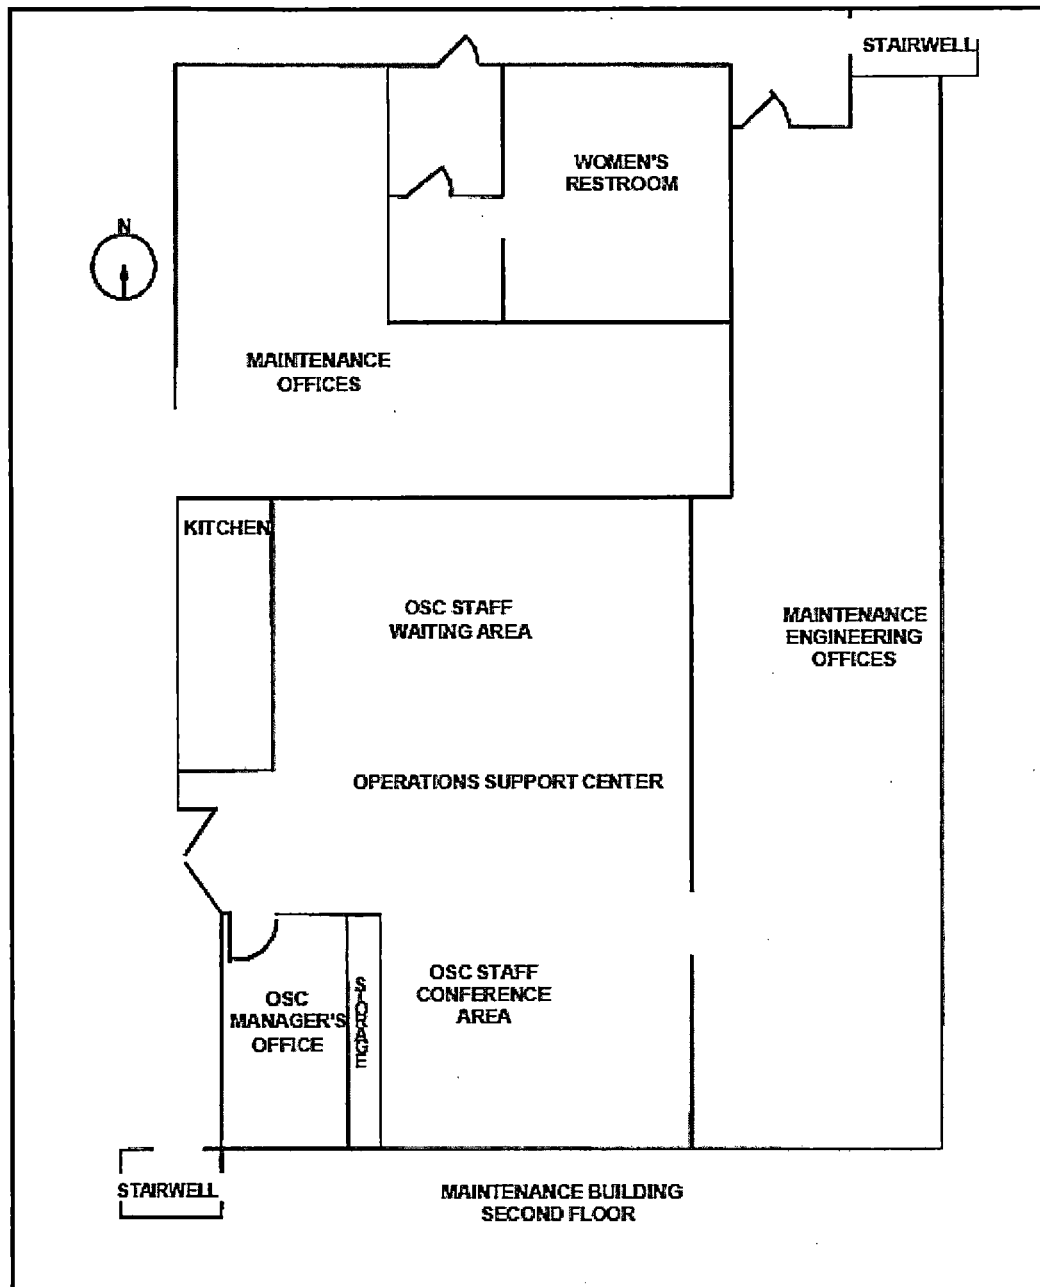 STAIRWELL
WOMEN'S
RESTROOM
N
MAINTENANCE
OFFICES
KITCHEN
OSC STAFF
WAITING AREA
MAINTENANCE
ENGINEERING
OFFICES
OPERATIONS SUPPORT CENTER
OSC STAFF
CONFERENCE
AREA
OSC
MANAGER'S
OFFICE
STORAGE
STAIRWELL
MAINTENANCE BUILDING
SECOND FLOOR